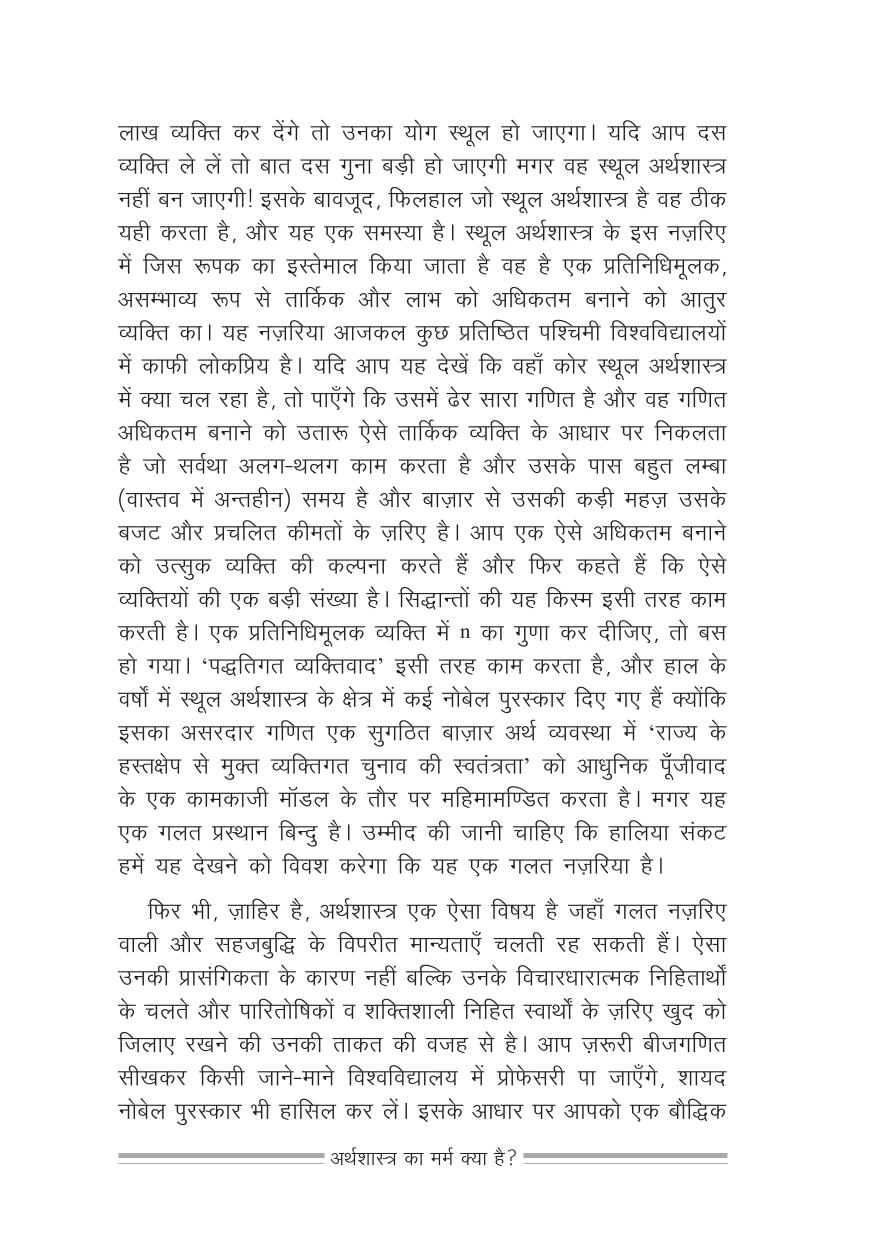 लाख व्यक्ति कर देंगे तो उनका योग स्थूल हो जाएगा। यदि आप दस
व्यक्ति ले लें तो बात दस गुना बड़ी हो जाएगी मगर वह स्थूल अर्थशास्त्र
नहीं बन जाएगी! इसके बावजूद, फिलहाल जो स्थूल अर्थशास्त्र है वह ठीक
यही करता है, और यह एक समस्या है। स्थूल अर्थशास्त्र के इस नज़रिए
में जिस रूपक का इस्तेमाल किया जाता है वह है एक प्रतिनिधिमूलक,
असम्भाव्य रूप से तार्किक और लाभ को अधिकतम बनाने को आतुर
व्यक्ति का। यह नज़रिया आजकल कुछ प्रतिष्ठित पश्चिमी विश्वविद्यालयों
में काफी लोकप्रिय है। यदि आप यह देखें कि वहाँ कोर स्थूल अर्थशास्त्र
में क्या चल रहा है, तो पाएँगे कि उसमें ढेर सारा गणित है और वह गणित
अधिकतम बनाने को उतारू ऐसे तार्किक व्यक्ति के आधार पर निकलता
है जो सर्वथा अलग-थलग काम करता है और उसके पास बहुत लम्बा
(वास्तव में अन्तहीन) समय है और बाज़ार से उसकी कड़ी महज़ उसके
बजट और प्रचलित कीमतों के ज़रिए है। आप एक ऐसे अधिकतम बनाने
को उत्सुक व्यक्ति की कल्पना करते हैं और फिर कहते हैं कि ऐसे
व्यक्तियों की एक बड़ी संख्या है। सिद्धान्तों की यह किस्म इसी तरह काम
करती है। एक प्रतिनिधिमूलक व्यक्ति में n का गुणा कर दीजिए, तो बस
हो गया। ‘पद्धतिगत व्यक्तिवाद’ इसी तरह काम करता है, और हाल के
वर्षों में स्थूल अर्थशास्त्र के क्षेत्र में कई नोबेल पुरस्कार दिए गए हैं क्योंकि
इसका असरदार गणित एक सुगठित बाज़ार अर्थ व्यवस्था में ‘राज्य के
हस्तक्षेप से मुक्त व्यक्तिगत चुनाव की स्वतंत्रता’ को आधुनिक पूँजीवाद
के एक कामकाजी मॉडल के तौर पर महिमामण्डित करता है। मगर यह
एक गलत प्रस्थान बिन्दु है। उम्मीद की जानी चाहिए कि हालिया संकट
हमें यह देखने को विवश करेगा कि यह एक गलत नज़रिया है।
फिर भी, ज़ाहिर है, अर्थशास्त्र एक ऐसा विषय है जहाँ गलत नज़रिए
वाली और सहजबुद्धि के विपरीत मान्यताएँ चलती रह सकती हैं। ऐसा
उनकी प्रासंगिकता के कारण नहीं बल्कि उनके विचारधारात्मक निहितार्थों
के चलते और पारितोषिकों व शक्तिशाली निहित स्वार्थों के ज़रिए खुद को
जिलाए रखने की उनकी ताकत की वजह से है। आप ज़रूरी बीजगणित
सीखकर किसी जाने-माने विश्वविद्यालय में प्रोफेसरी पा जाएँगे, शायद
नोबेल पुरस्कार भी हासिल कर लें। इसके आधार पर आपको एक बौद्धिक
अर्थशास्त्र का मर्म क्या है?